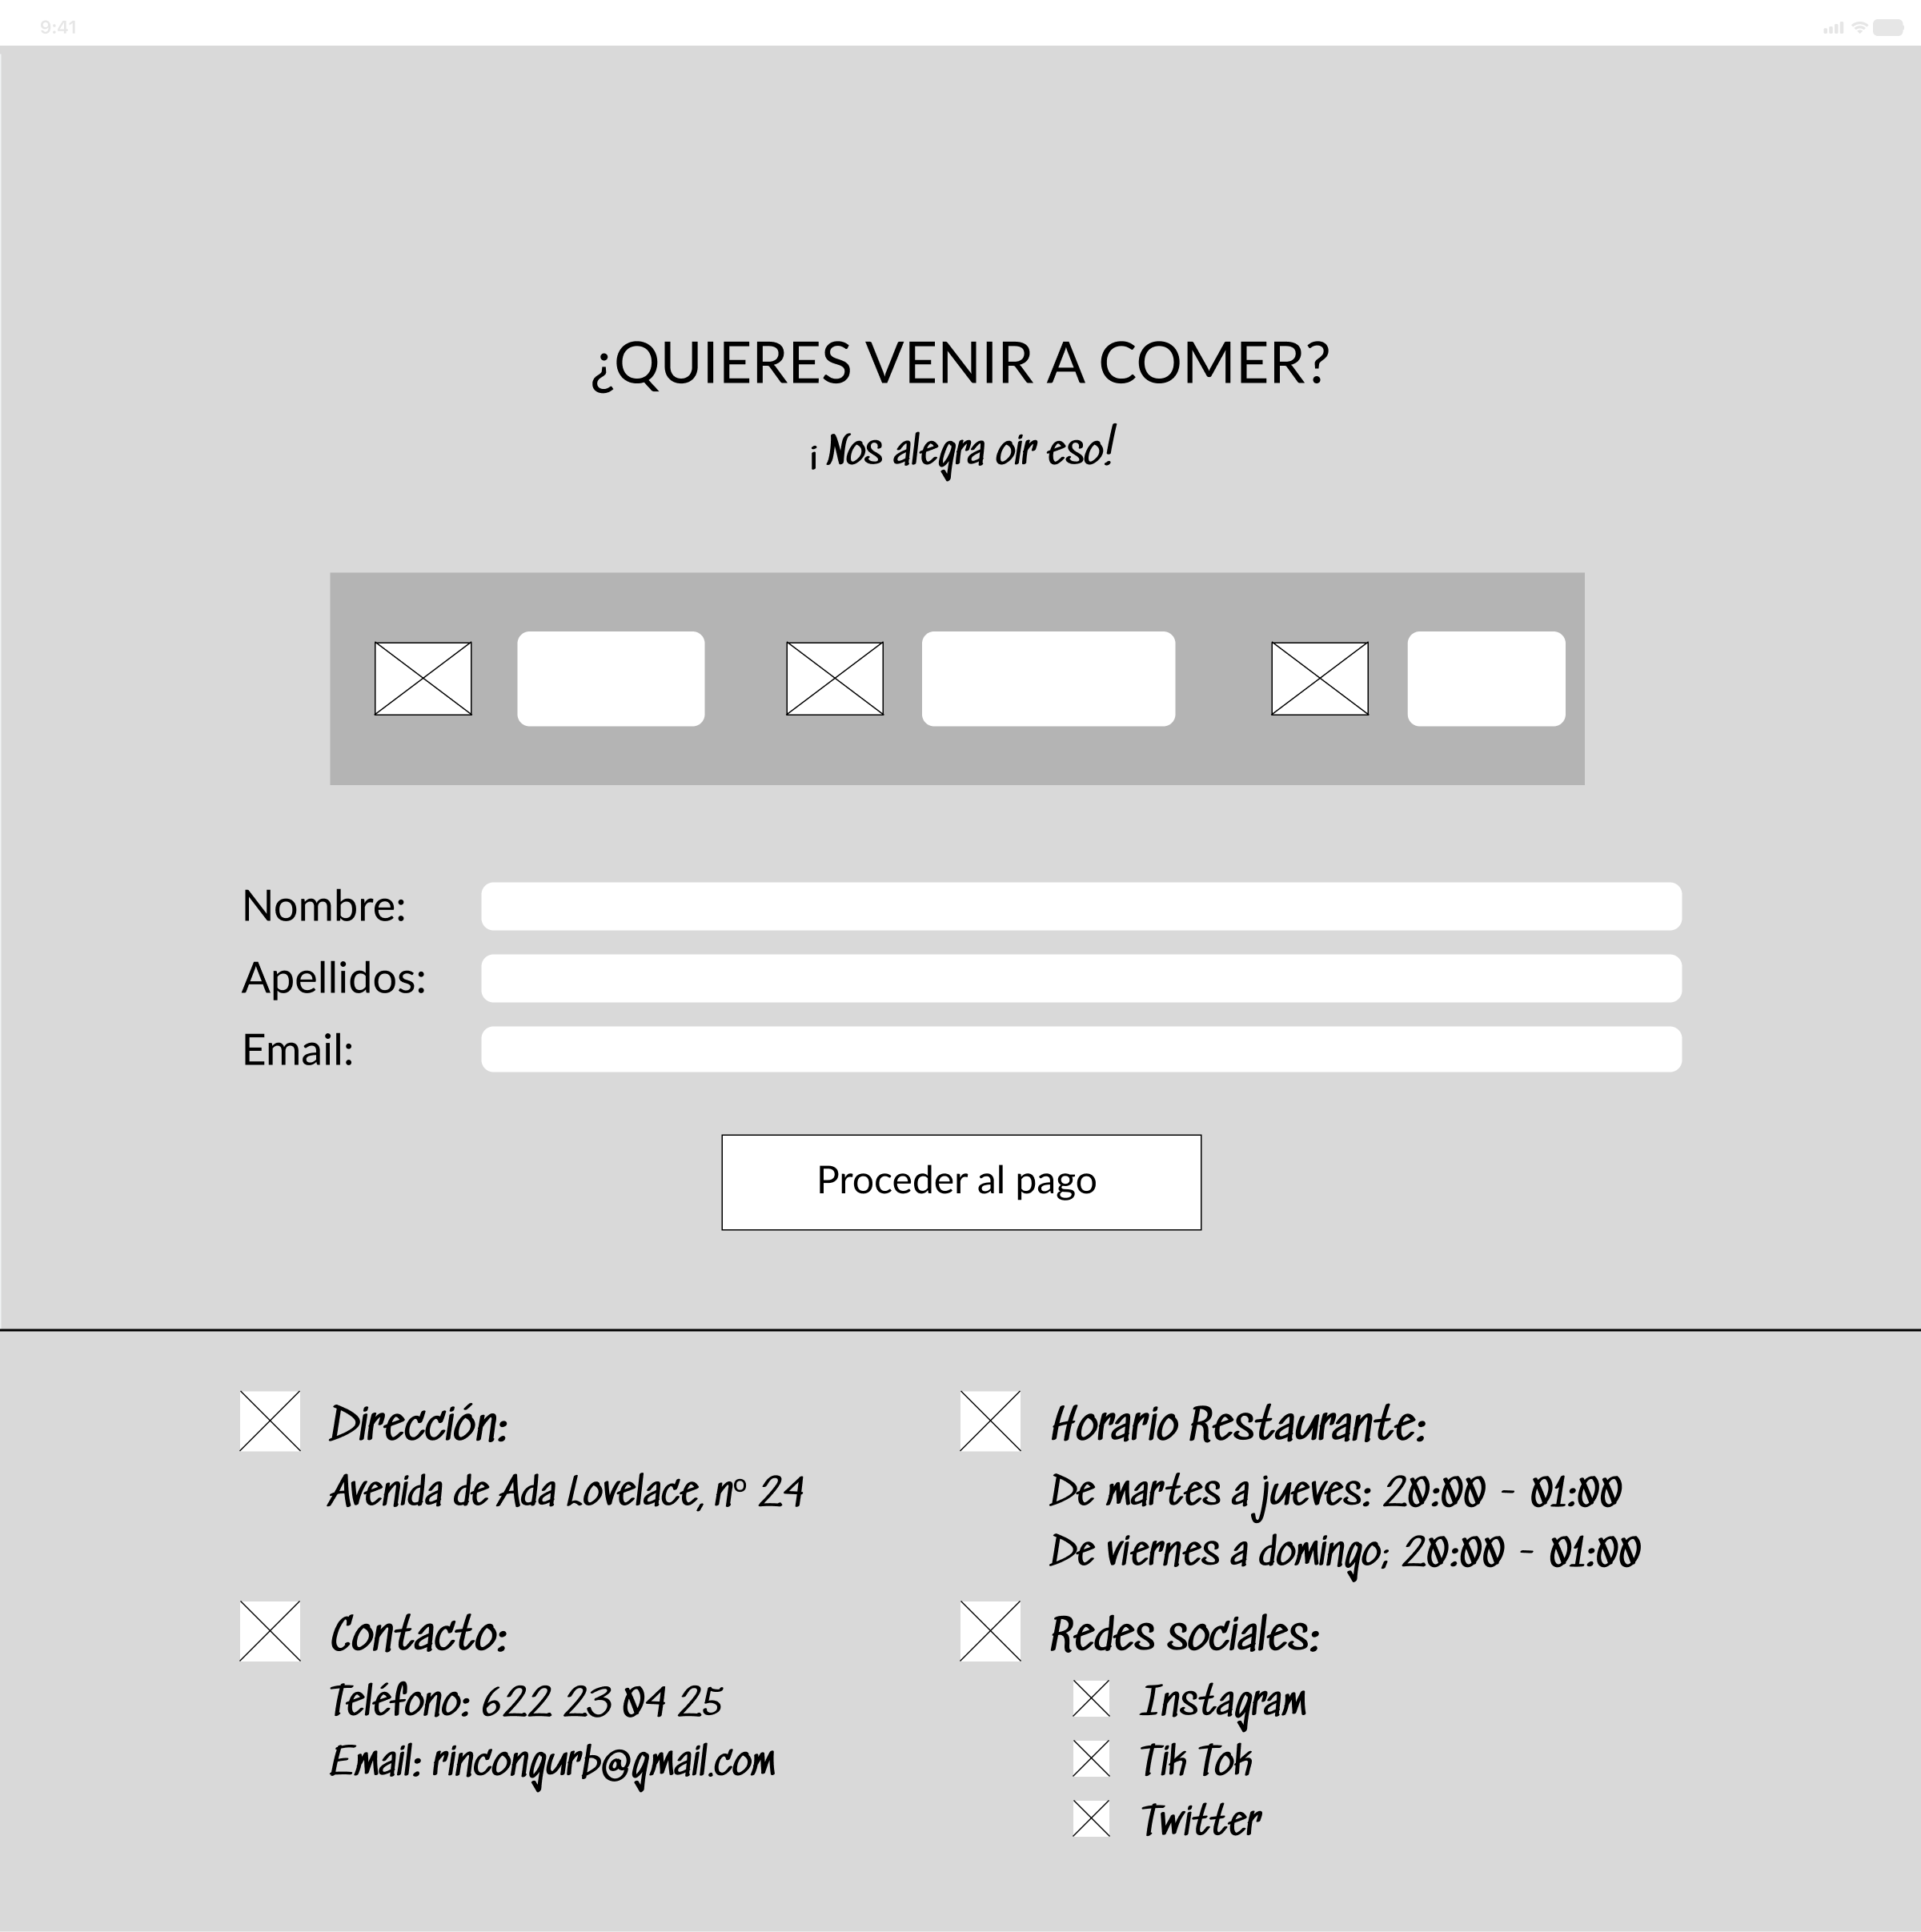 9:41
¿QUIERES VENIR A COMER?
¡Nos alegra oir eso!
Nombre:
Apellidos:
Email:
Proceder al pago
Dirección:
Avenida de Ada Lovelace, nº 24
Horario Restaurante:
De martes a jueves: 20:00 - 01:00
De viernes a domingo; 20:00 - 01:00
Contacto:
Teléfono: 622 23 04 25
Email: rincongurb@gmail.com
Redes sociales:
Instagram
Tik Tok
Twitter